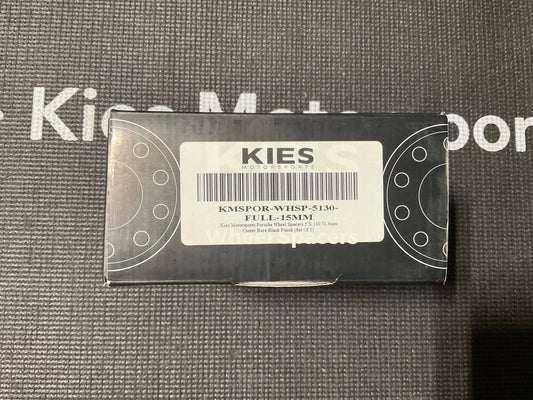 Kies Motorsports
KIES
MOTORSPORTS
KMSPOR-WHSP-5130-
FULL-15MM
Kies Motorsports Porsche Wheel Spacers 5 X 130 71.6mm
Center Bore Black Finish (Set Of 2)